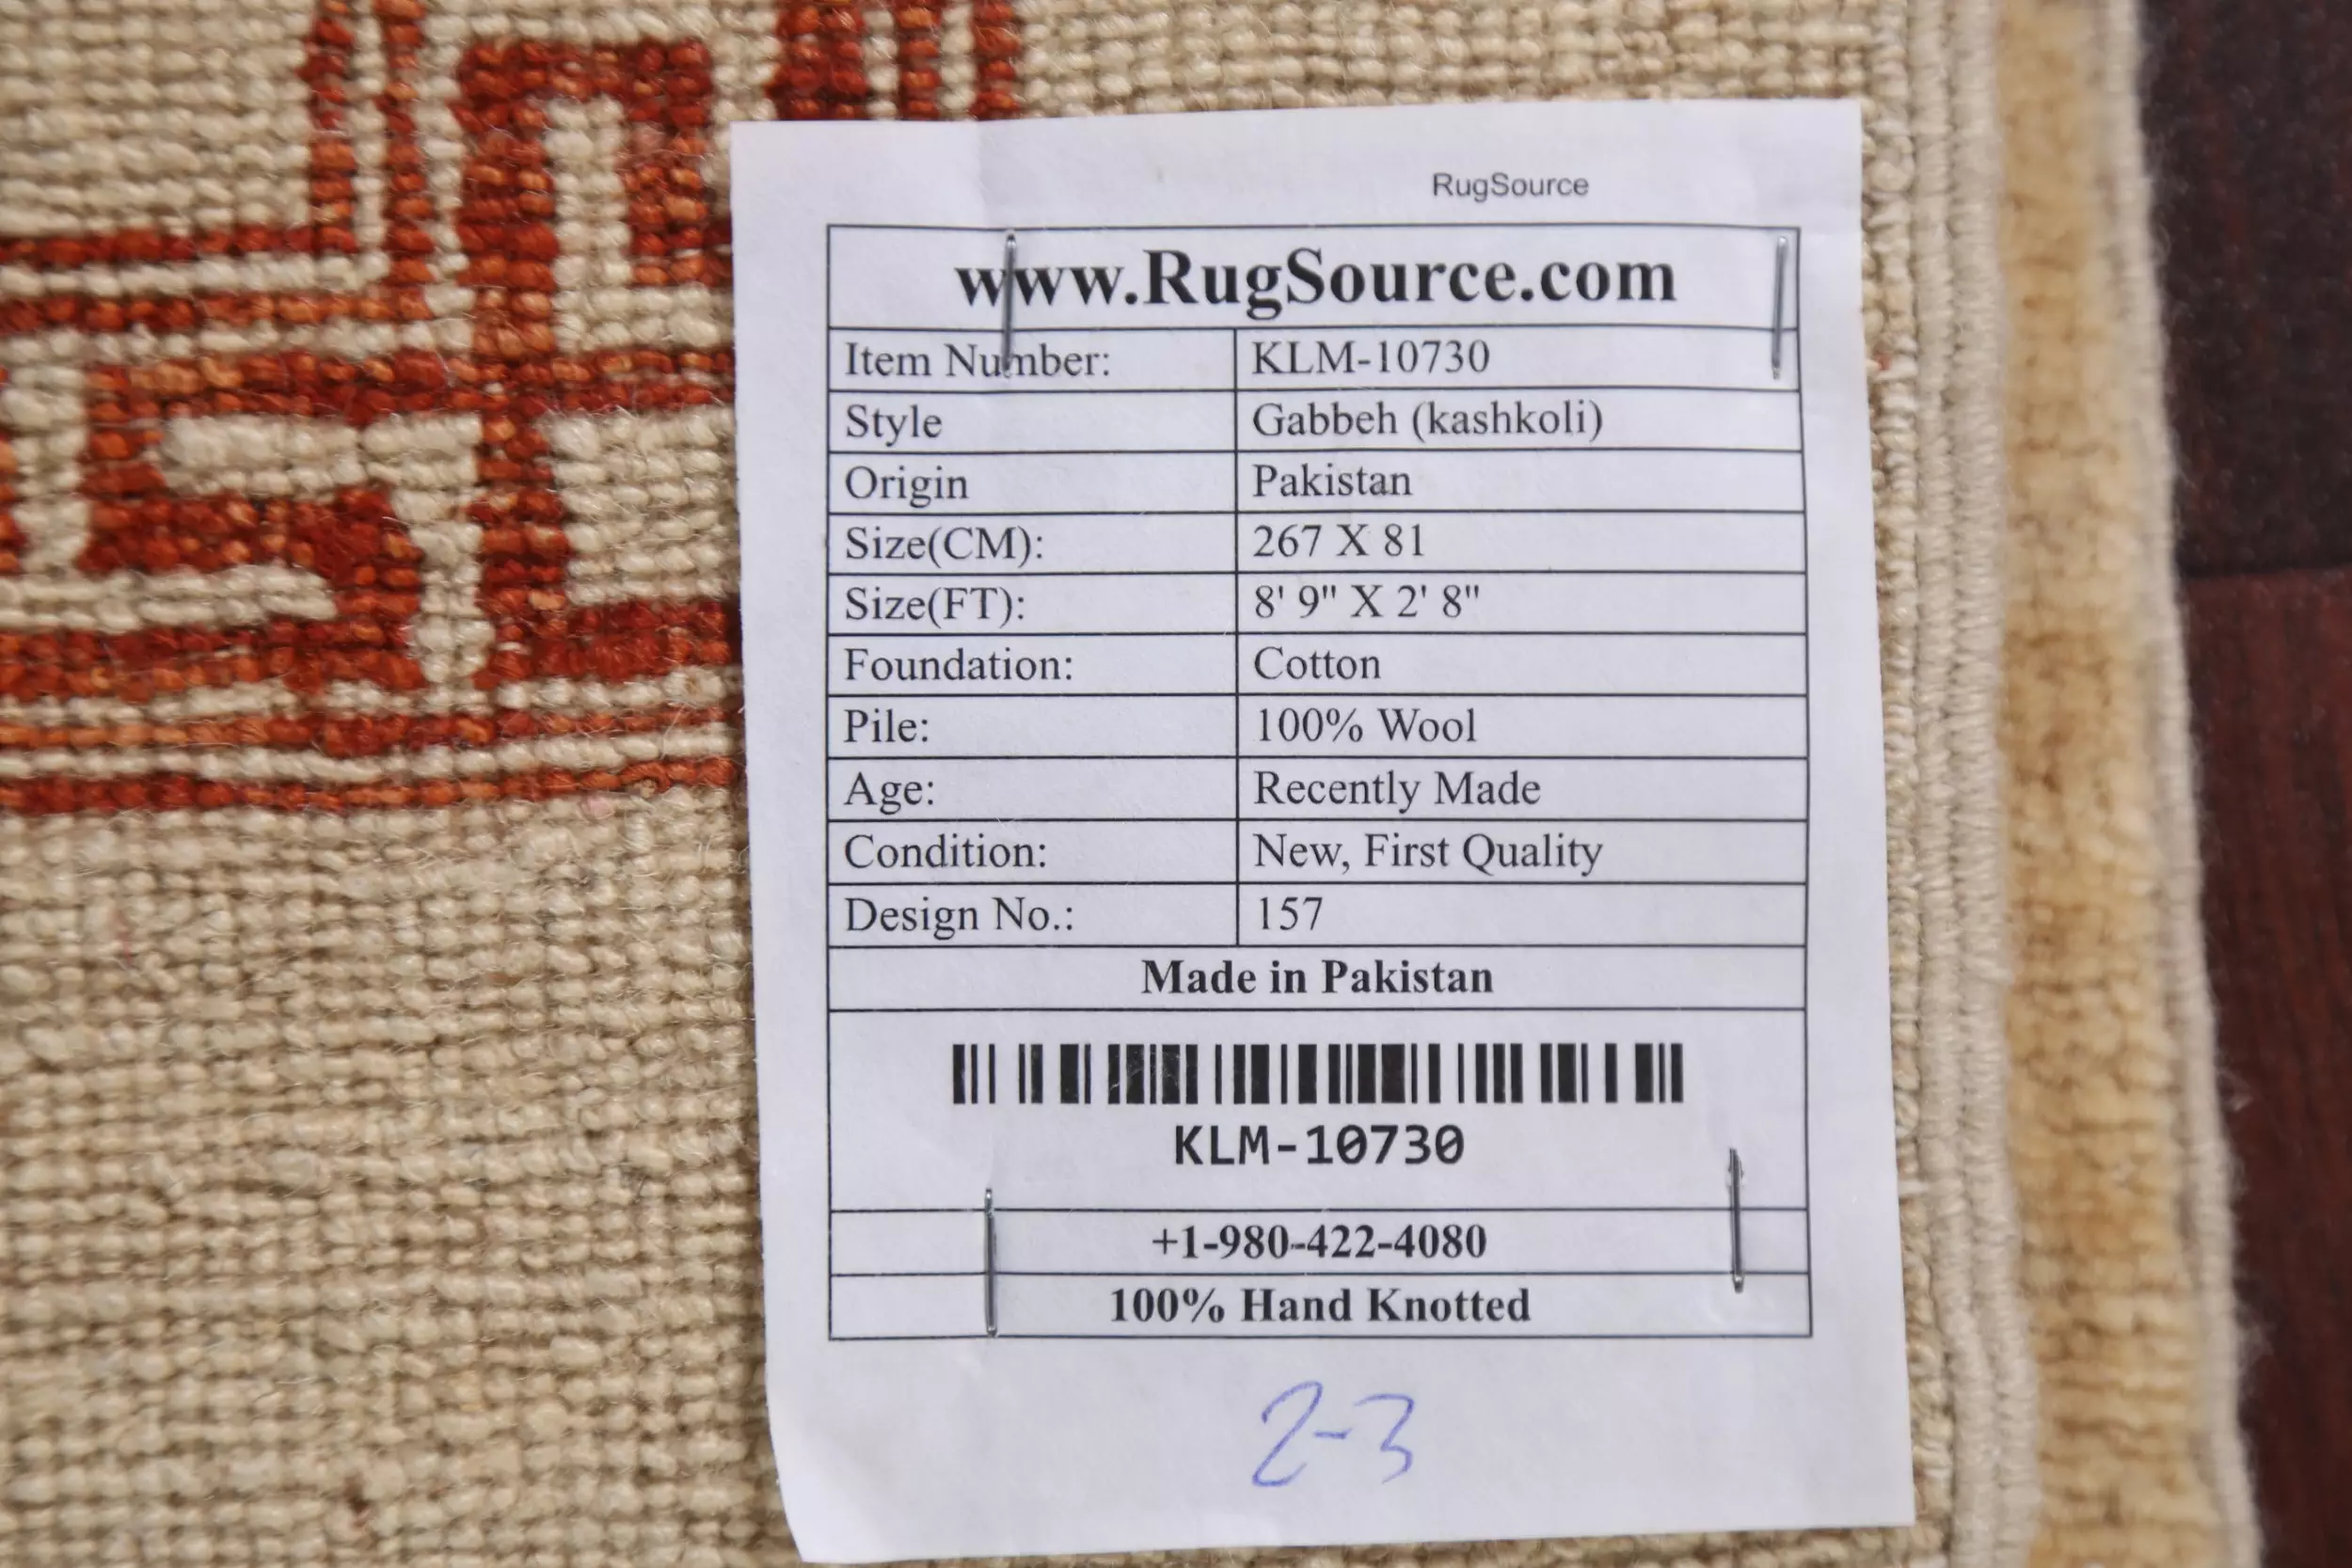 RugSource
www.RugSource.com
Item Number: KLM-10730
Style Gabbeh (kashkoli)
Origin Pakistan
Size(CM): 267 X 81
Size(FT): 8' 9" X 2' 8"
Foundation: Cotton
Pile: 100% Wool
Age: Recently Made
Condition: New, First Quality
Design No.: 157
Made in Pakistan
KLM-10730
+1-980-422-4080
100% Hand Knotted
2-3